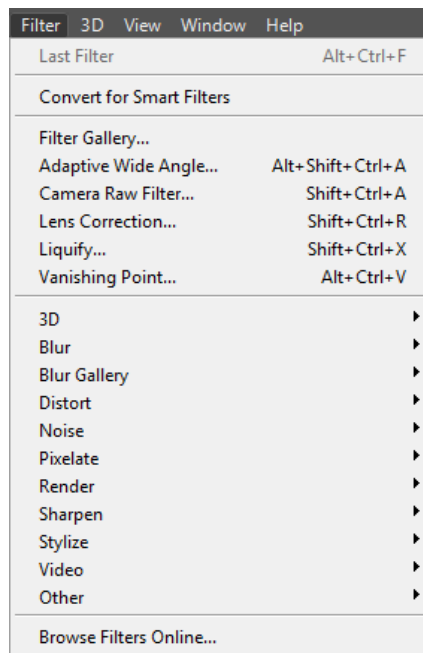 Filter 3D View Window Help
Last Filter Alt+Ctrl+F
Convert for Smart Filters
Filter Gallery...
Adaptive Wide Angle... Alt+Shift+Ctrl+A
Camera Raw Filter... Shift+Ctrl+A
Lens Correction... Shift+Ctrl+R
Liquify... Shift+Ctrl+X
Vanishing Point... Alt+Ctrl+V
3D
Blur
Blur Gallery
Distort
Noise
Pixelate
Render
Sharpen
Stylize
Video
Other
Browse Filters Online...